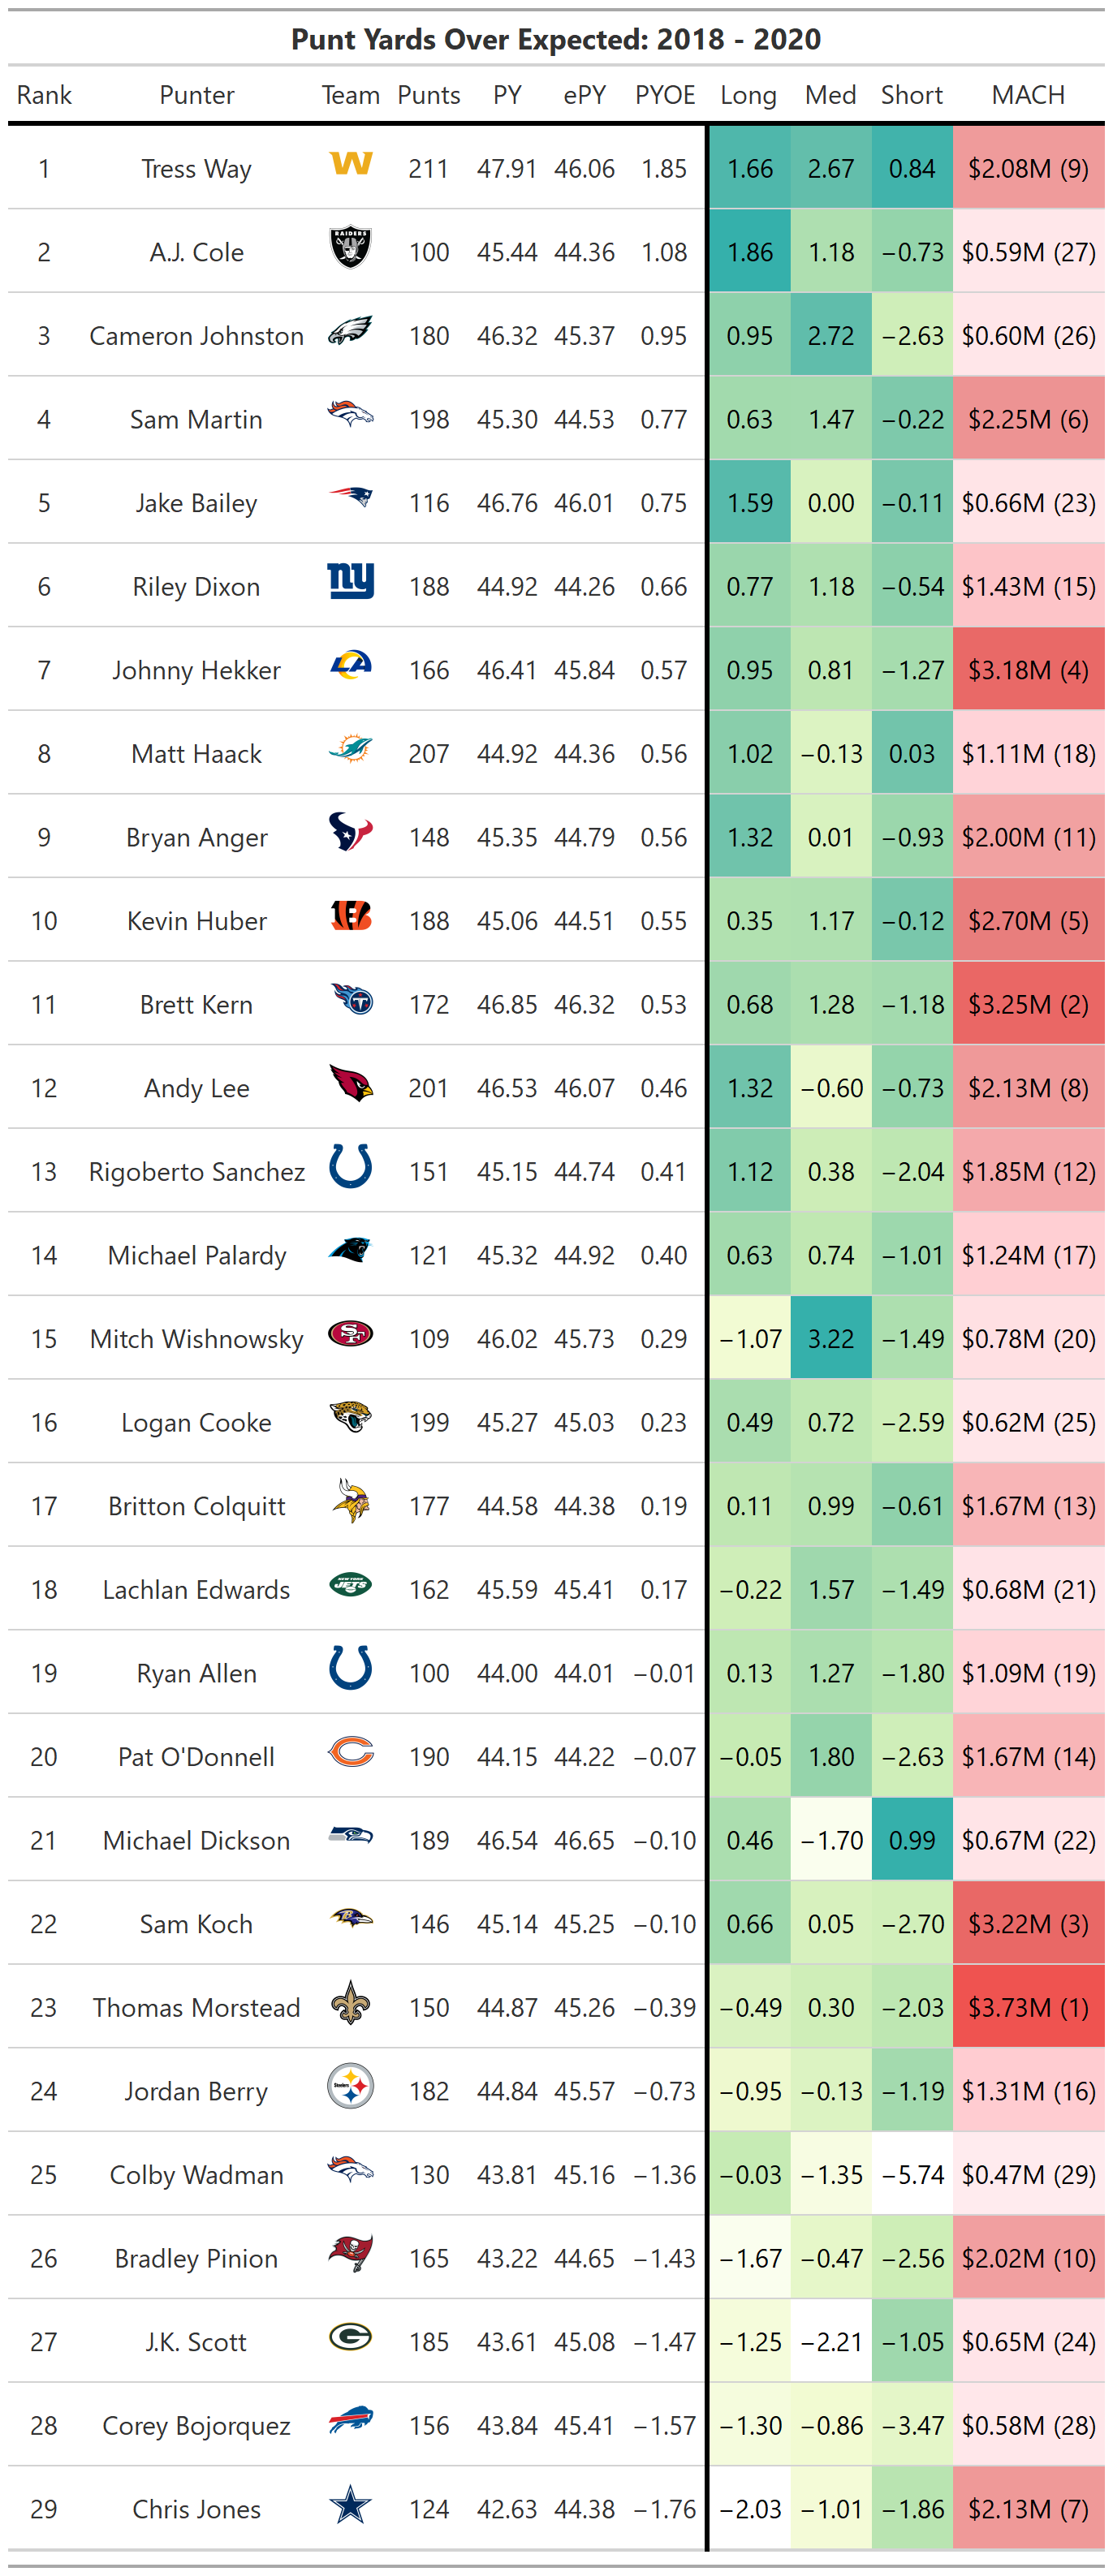 Punt Yards Over Expected: 2018 - 2020
Rank Punter Team Punts PY ePY PYOE Long Med Short MACH
1 Tress Way W 211 47.91 46.06 1.85 1.66 2.67 0.84 $2.08M (9)
2 A.J. Cole RAIDERS 100 45.44 44.36 1.08 1.86 1.18 −0.73 $0.59M (27)
3 Cameron Johnston 180 46.32 45.37 0.95 0.95 2.72 −2.63 $0.60M (26)
4 Sam Martin 198 45.30 44.53 0.77 0.63 1.47 −0.22 $2.25M (6)
5 Jake Bailey 116 46.76 46.01 0.75 1.59 0.00 −0.11 $0.66M (23)
6 Riley Dixon ny 188 44.92 44.26 0.66 0.77 1.18 −0.54 $1.43M (15)
7 Johnny Hekker LA 166 46.41 45.84 0.57 0.95 0.81 −1.27 $3.18M (4)
8 Matt Haack 207 44.92 44.36 0.56 1.02 −0.13 0.03 $1.11M (18)
9 Bryan Anger 148 45.35 44.79 0.56 1.32 0.01 −0.93 $2.00M (11)
10 Kevin Huber B 188 45.06 44.51 0.55 0.35 1.17 −0.12 $2.70M (5)
11 Brett Kern T 172 46.85 46.32 0.53 0.68 1.28 −1.18 $3.25M (2)
12 Andy Lee 201 46.53 46.07 0.46 1.32 −0.60 −0.73 $2.13M (8)
13 Rigoberto Sanchez 151 45.15 44.74 0.41 1.12 0.38 −2.04 $1.85M (12)
14 Michael Palardy 121 45.32 44.92 0.40 0.63 0.74 −1.01 $1.24M (17)
15 Mitch Wishnowsky SF 109 46.02 45.73 0.29 −1.07 3.22 −1.49 $0.78M (20)
16 Logan Cooke 199 45.27 45.03 0.23 0.49 0.72 −2.59 $0.62M (25)
17 Britton Colquitt 177 44.58 44.38 0.19 0.11 0.99 −0.61 $1.67M (13)
18 Lachlan Edwards NEW YORK JETS 162 45.59 45.41 0.17 −0.22 1.57 −1.49 $0.68M (21)
19 Ryan Allen 100 44.00 44.01 −0.01 0.13 1.27 −1.80 $1.09M (19)
20 Pat O'Donnell C 190 44.15 44.22 −0.07 −0.05 1.80 −2.63 $1.67M (14)
21 Michael Dickson 189 46.54 46.65 −0.10 0.46 −1.70 0.99 $0.67M (22)
22 Sam Koch B 146 45.14 45.25 −0.10 0.66 0.05 −2.70 $3.22M (3)
23 Thomas Morstead 150 44.87 45.26 −0.39 −0.49 0.30 −2.03 $3.73M (1)
24 Jordan Berry Steelers 182 44.84 45.57 −0.73 −0.95 −0.13 −1.19 $1.31M (16)
25 Colby Wadman 130 43.81 45.16 −1.36 −0.03 −1.35 −5.74 $0.47M (29)
26 Bradley Pinion 165 43.22 44.65 −1.43 −1.67 −0.47 −2.56 $2.02M (10)
27 J.K. Scott G 185 43.61 45.08 −1.47 −1.25 −2.21 −1.05 $0.65M (24)
28 Corey Bojorquez 156 43.84 45.41 −1.57 −1.30 −0.86 −3.47 $0.58M (28)
29 Chris Jones 124 42.63 44.38 −1.76 −2.03 −1.01 −1.86 $2.13M (7)